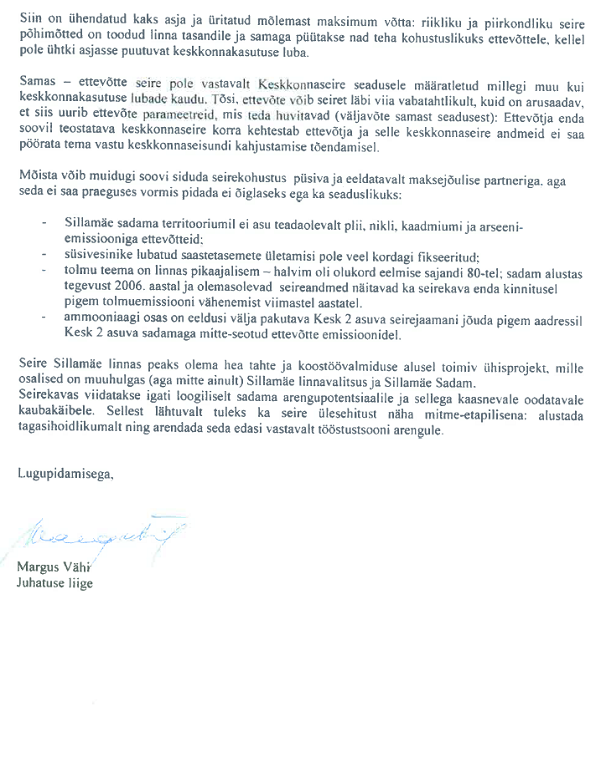 Siin on ühendatud kaks asja ja üritatud mõlemast maksimum võtta: riikliku ja piirkondliku seire
põhimõtted on toodud linna tasandile ja samaga püütakse nad teha kohustuslikuks ettevõttele, kellel
pole ühtki asjasse puutuvat keskkonnakasutuse luba.
Samas – ettevõtte seire pole vastavalt Keskkonnaseire seadusele määratletud millegi muu kui
keskkonnakasutuse lubade kaudu. Tõsi, ettevõte võib seiret läbi viia vabatahtlikult, kuid on arusaadav,
et siis uurib ettevõte parameetreid, mis teda huvitavad (väljavõte samast seadusest): Ettevõtja enda
soovil teostatava keskkonnaseire korra kehtestab ettevõtja ja selle keskkonnaseire andmeid ei saa
pöörata tema vastu keskkonnaseisundi kahjustamise tõendamisel.
Mõista võib muidugi soovi siduda seirekohustus püsiva ja eeldatavalt maksejõulise partneriga. aga
seda ei saa praeguses vormis pidada ei õiglaseks ega ka seaduslikuks:
- Sillamäe sadama territooriumil ei asu teadaolevalt plii, nikli, kaadmiumi ja arseeni-
emissiooniga ettevõtteid;
- süsivesinike lubatud saastetasemete ületamisi pole veel kordagi fikseeritud;
- tolmu teema on linnas pikaajalisem – halvim oli olukord eelmise sajandi 80-tel; sadam alustas
tegevust 2006. aastal ja olemasolevad seireandmed näitavad ka seirekava enda kinnitusel
pigem tolmuemissiooni vähenemist viimastel aastatel.
- ammooniaagi osas on eeldusi välja pakutava Kesk 2 asuva seirejaamani jõuda pigem aadressil
Kesk 2 asuva sadamaga mitte-seotud ettevõtte emissioonidel.
Seire Sillamäe linnas peaks olema hea tahte ja koostöövalmiduse alusel toimiv ühisprojekt, mille
osalised on muuhulgas (aga mitte ainult) Sillamäe linnavalitsus ja Sillamäe Sadam.
Seirekavas viidatakse igati loogiliselt sadama arengupotentsiaalile ja sellega kaasnevale oodatavale
kaubakäibele. Sellest lähtuvalt tuleks ka seire ülesehitust näha mitme-etapilisena: alustada
tagasihoidlikumalt ning arendada seda edasi vastavalt tööstustsooni arengule.
Lugupidamisega,
Margus Vähi
Juhatuse liige